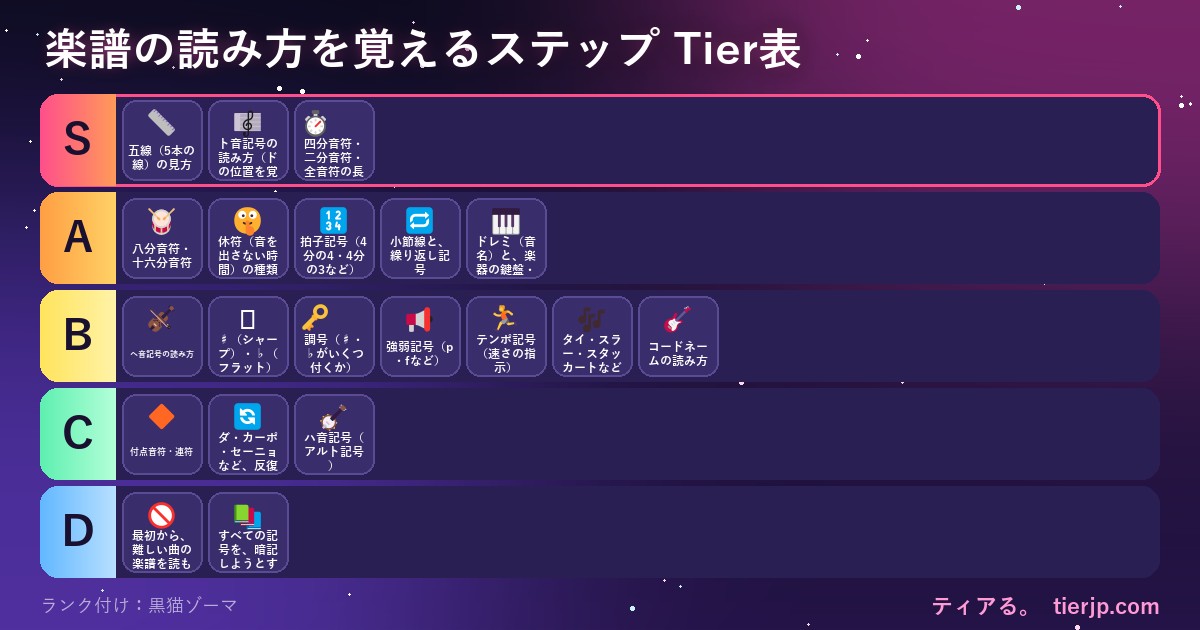 楽譜の読み方を覚えるステップ Tier表
S
五線（5本の
線）の見方
ト音記号の
読み方（ド
の位置を覚
四分音符・
二分音符・
全音符の長
A
八分音符・
十六分音符
休符（音を
出さない時
間）の種類
1234
拍子記号（4
分の4・4分
の3など）
小節線と、
繰り返し記
号
ドレミ（音
名）と、楽
器の鍵盤・
B
ヘ音記号の読み方
♯（シャー
プ）・♭（
フラット）
調号（♯・
♭がいくつ
付くか）
強弱記号（p
・fなど）
テンポ記号
（速さの指
示）
タイ・スラ
ー・スタッ
カートなど
コードネー
ムの読み方
C
付点音符・連符
ダ・カーポ
・セーニョ
など、反復
ハ音記号（
アルト記号
）
D
最初から、
難しい曲の
楽譜を読も
すべての記
号を、暗記
しようとす
ランク付け：黒猫ゾーマ
ティアる。 tierjp.com